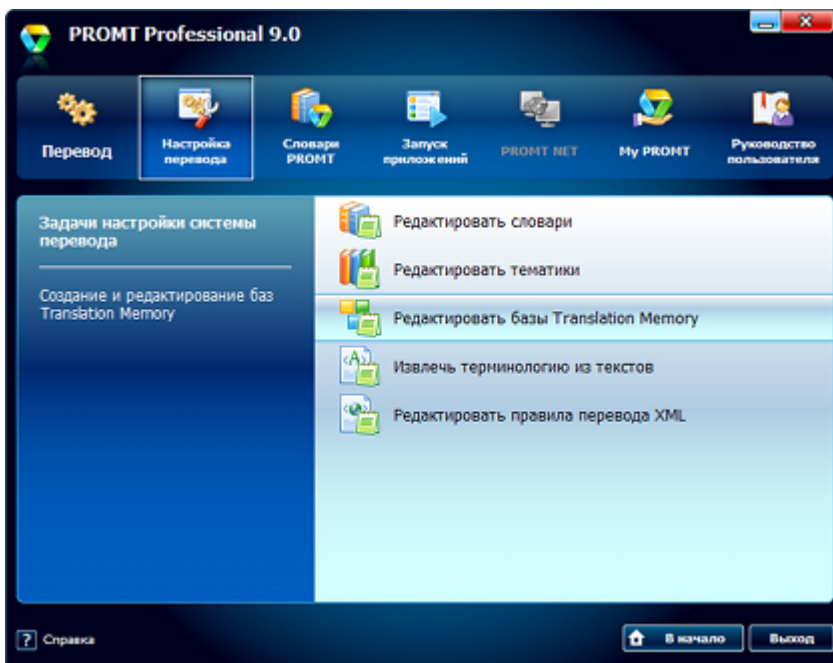 PROMT Professional 9.0
Перевод
Настройка
перевода
Словари
PROMT
Запуск
приложений
PROMT NET
My PROMT
Руководство
пользователя
Задачи настройки системы
перевода
Создание и редактирование баз
Translation Memory
Редактировать словари
Редактировать тематики
Редактировать базы Translation Memory
Извлечь терминологию из текстов
Редактировать правила перевода XML
? Справка
В начало
Выход